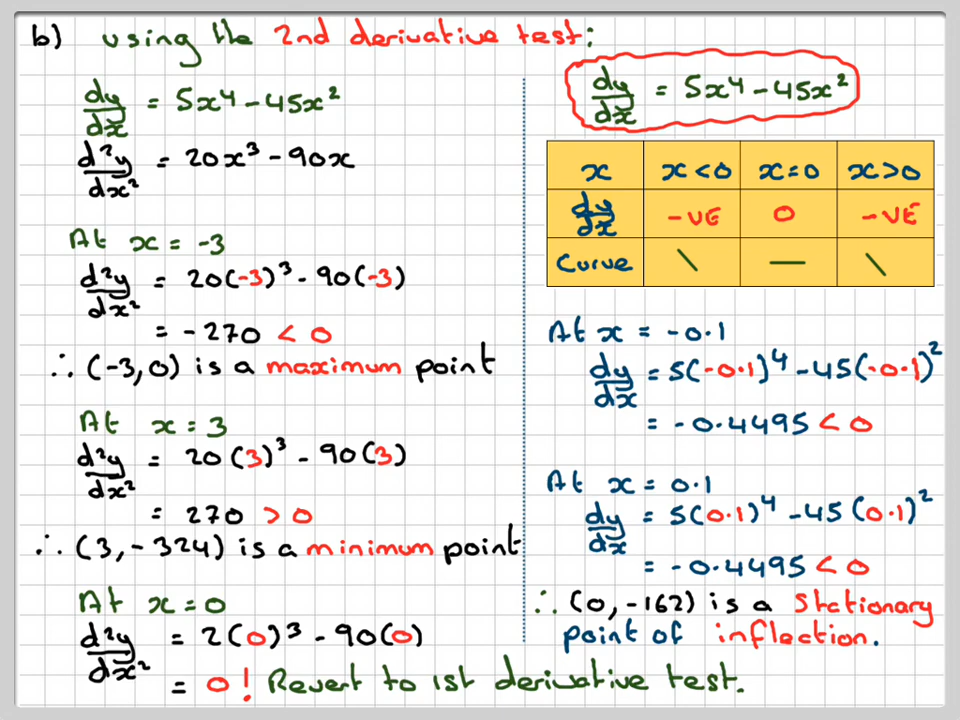 b) using the 2nd derivative test:
dy/dx = 5x⁴ - 45x²
d²y/dx² = 20x³ - 90x
At x = -3
d²y/dx² = 20(-3)³ - 90(-3)
= -270 < 0
∴ (-3,0) is a maximum point
At x = 3
d²y/dx² = 20(3)³ - 90(3)
= 270 > 0
∴ (3,-324) is a minimum point
At x = 0
d²y/dx² = 2(0)³ - 90(0)
= 0! Revert to 1st derivative test.
dy/dx = 5x⁴ - 45x²
x x<0 x=0 x>0
dy/dx -VE 0 -VE
Curve \ — \
At x = -0.1
dy/dx = 5(-0.1)⁴ - 45(-0.1)²
= -0.4495 < 0
At x = 0.1
dy/dx = 5(0.1)⁴ - 45(0.1)²
= -0.4495 < 0
∴ (0,-162) is a stationary
point of inflection.